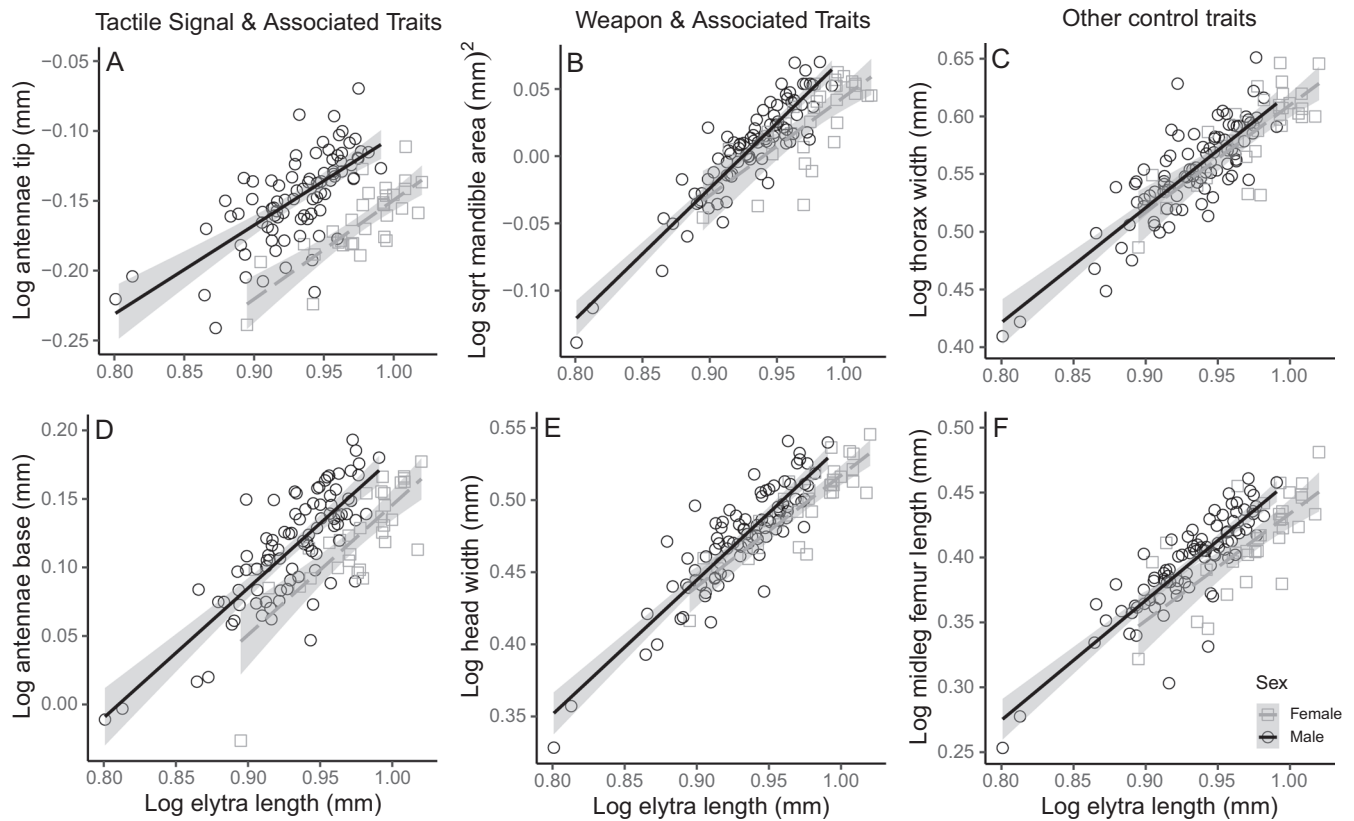 Tactile Signal & Associated Traits
Weapon & Associated Traits
Other control traits
A
Log antennae tip (mm)
−0.05
−0.10
−0.15
−0.20
−0.25
0.80 0.85 0.90 0.95 1.00
B
Log sqrt mandible area (mm)²
0.05
0.00
−0.05
−0.10
0.80 0.85 0.90 0.95 1.00
C
Log thorax width (mm)
0.65
0.60
0.55
0.50
0.45
0.40
0.80 0.85 0.90 0.95 1.00
D
Log antennae base (mm)
0.20
0.15
0.10
0.05
0.00
0.80 0.85 0.90 0.95 1.00
Log elytra length (mm)
E
Log head width (mm)
0.55
0.50
0.45
0.40
0.35
0.80 0.85 0.90 0.95 1.00
Log elytra length (mm)
F
Log midleg femur length (mm)
0.50
0.45
0.40
0.35
0.30
0.25
0.80 0.85 0.90 0.95 1.00
Log elytra length (mm)
Sex
Female
Male